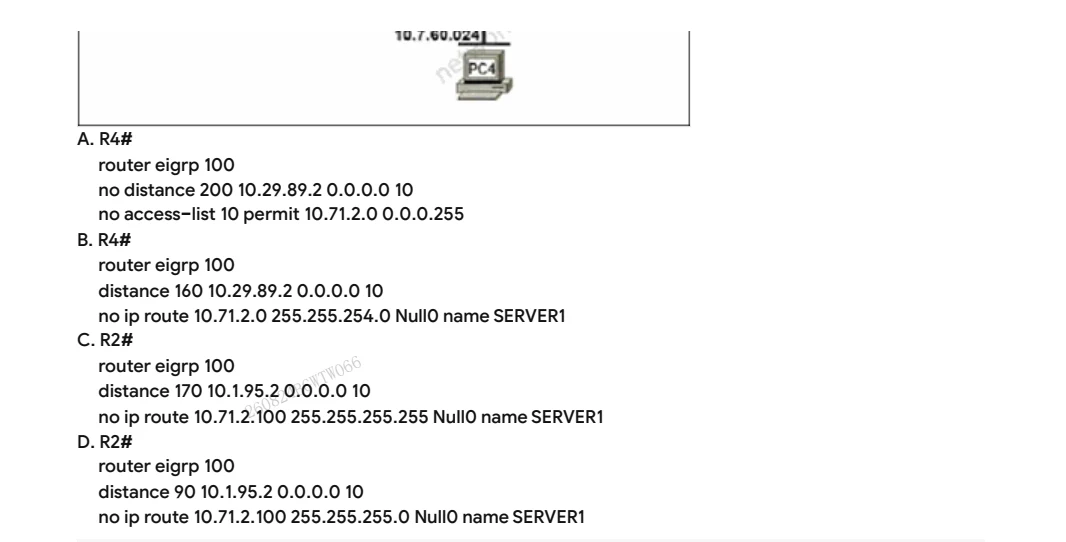 10.7.60.024
PC4
A. R4#
router eigrp 100
no distance 200 10.29.89.2 0.0.0.0 10
no access-list 10 permit 10.71.2.0 0.0.0.255
B. R4#
router eigrp 100
distance 160 10.29.89.2 0.0.0.0 10
no ip route 10.71.2.0 255.255.254.0 Null0 name SERVER1
C. R2#
router eigrp 100
distance 170 10.1.95.2 0.0.0.0 10
no ip route 10.71.2.100 255.255.255.255 Null0 name SERVER1
D. R2#
router eigrp 100
distance 90 10.1.95.2 0.0.0.0 10
no ip route 10.71.2.100 255.255.255.0 Null0 name SERVER1